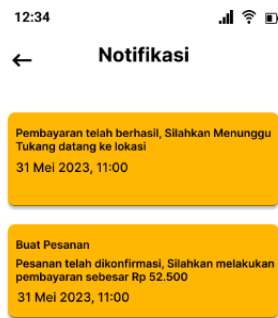 12:34
Notifikasi
Pembayaran telah berhasil, Silahkan Menunggu
Tukang datang ke lokasi
31 Mei 2023, 11:00
Buat Pesanan
Pesanan telah dikonfirmasi, Silahkan melakukan
pembayaran sebesar Rp 52.500
31 Mei 2023, 11:00